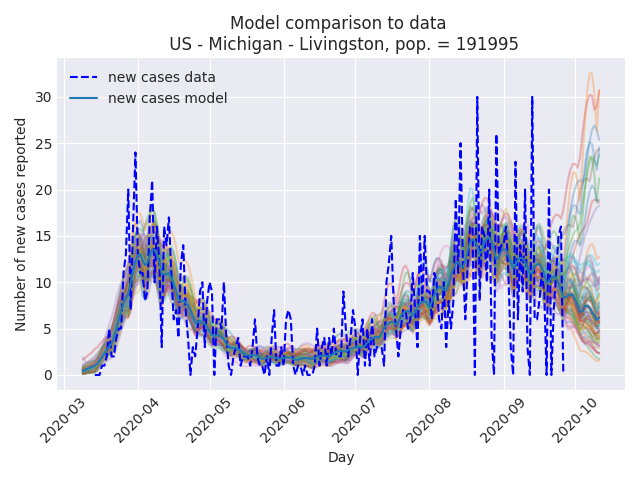 Model comparison to data
US - Michigan - Livingston, pop. = 191995
new cases data
new cases model
Number of new cases reported
30
25
20
15
10
5
0
2020-03
2020-04
2020-05
2020-06
2020-07
2020-08
2020-09
2020-10
Day